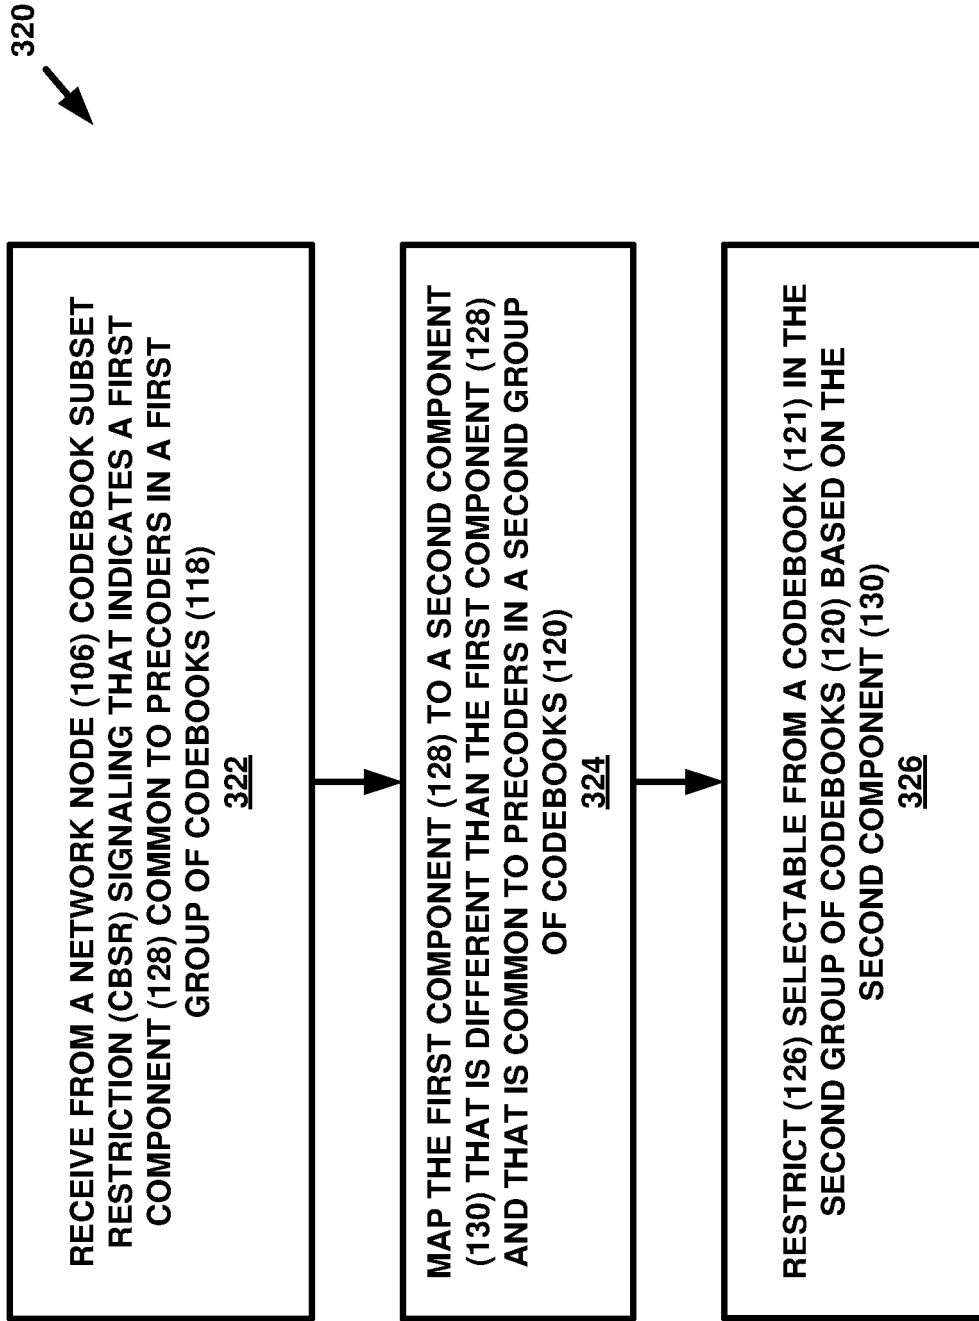 320
RECEIVE FROM A NETWORK NODE (106) CODEBOOK SUBSET
RESTRICTION (CBSR) SIGNALING THAT INDICATES A FIRST
COMPONENT (128) COMMON TO PRECODERS IN A FIRST
GROUP OF CODEBOOKS (118)
322
MAP THE FIRST COMPONENT (128) TO A SECOND COMPONENT
(130) THAT IS DIFFERENT THAN THE FIRST COMPONENT (128)
AND THAT IS COMMON TO PRECODERS IN A SECOND GROUP
OF CODEBOOKS (120)
324
RESTRICT (126) SELECTABLE FROM A CODEBOOK (121) IN THE
SECOND GROUP OF CODEBOOKS (120) BASED ON THE
SECOND COMPONENT (130)
326